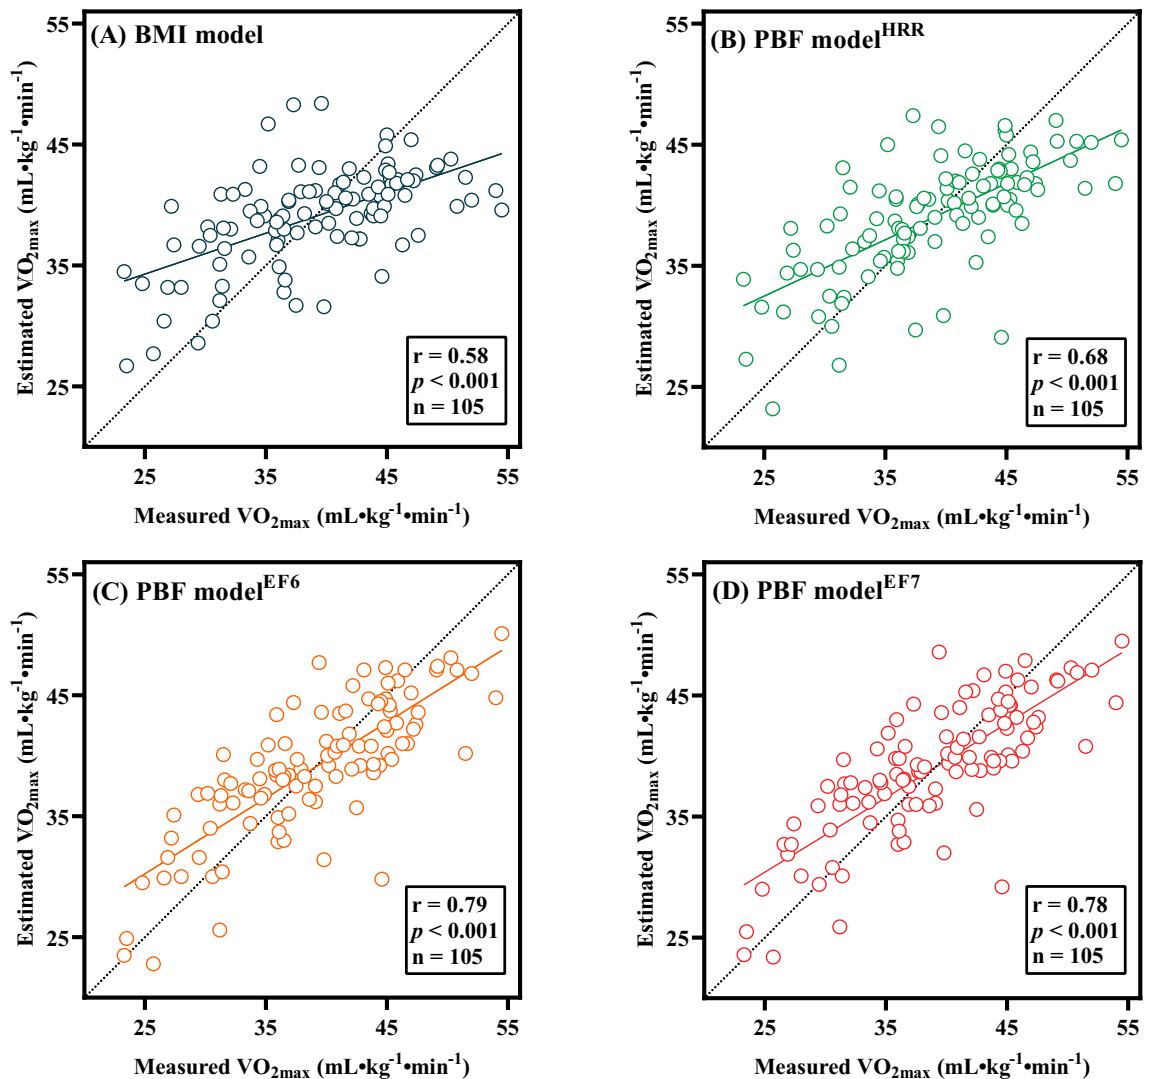 (A) BMI model
55
45
35
25
Estimated VO2max (mL•kg-1•min-1)
r = 0.58
p < 0.001
n = 105
25 35 45 55
Measured VO2max (mL•kg-1•min-1)
(B) PBF modelHRR
55
45
35
25
Estimated VO2max (mL•kg-1•min-1)
r = 0.68
p < 0.001
n = 105
25 35 45 55
Measured VO2max (mL•kg-1•min-1)
(C) PBF modelEF6
55
45
35
25
Estimated VO2max (mL•kg-1•min-1)
r = 0.79
p < 0.001
n = 105
25 35 45 55
Measured VO2max (mL•kg-1•min-1)
(D) PBF modelEF7
55
45
35
25
Estimated VO2max (mL•kg-1•min-1)
r = 0.78
p < 0.001
n = 105
25 35 45 55
Measured VO2max (mL•kg-1•min-1)